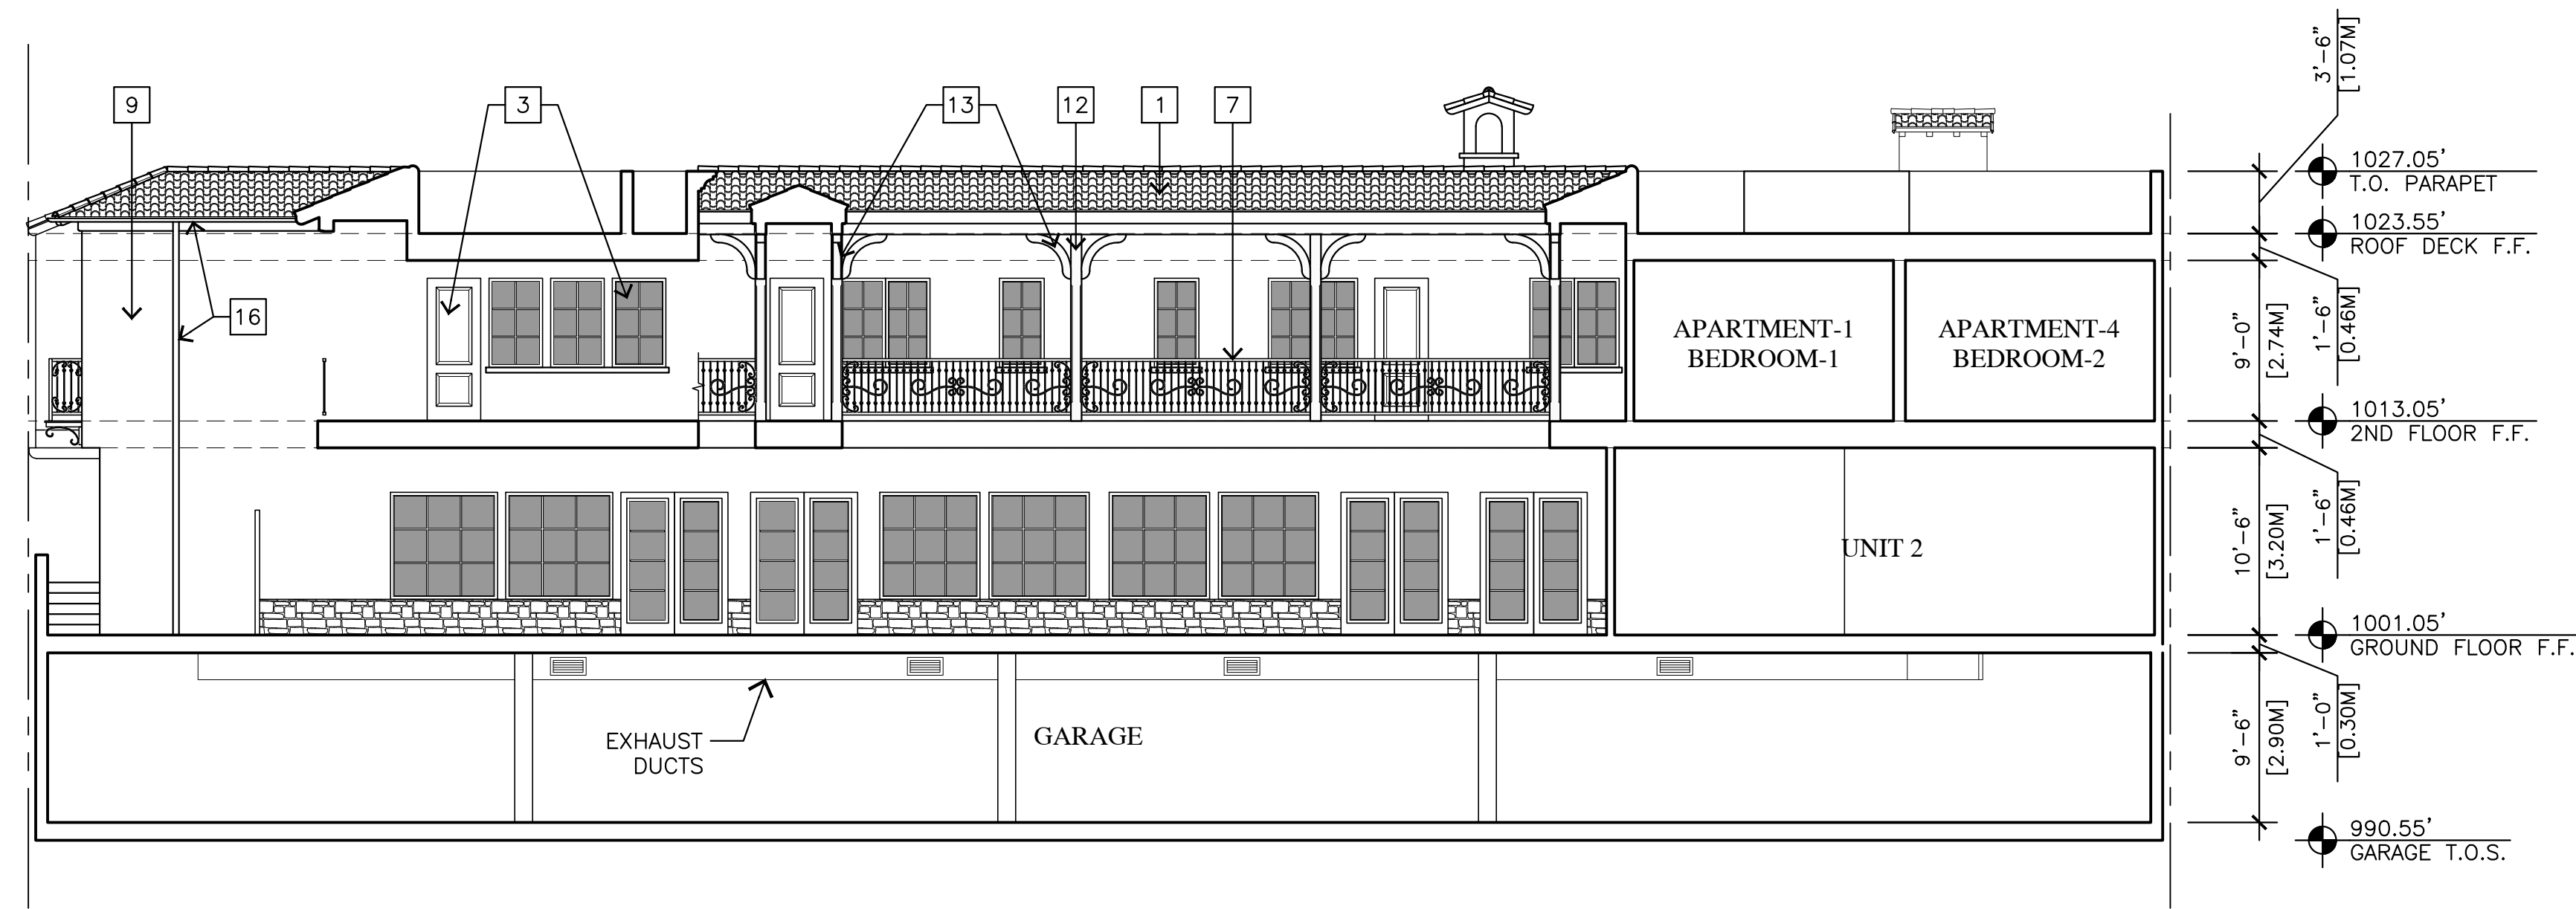 9
3
13
12
1
7
16
APARTMENT-1
BEDROOM-1
APARTMENT-4
BEDROOM-2
UNIT 2
EXHAUST
DUCTS
GARAGE
3'-6"
[1.07M]
1027.05'
T.O. PARAPET
1023.55'
ROOF DECK F.F.
9'-0"
[2.74M]
1'-6"
[0.46M]
1013.05'
2ND FLOOR F.F.
10'-6"
[3.20M]
1'-6"
[0.46M]
1001.05'
GROUND FLOOR F.F.
9'-6"
[2.90M]
1'-0"
[0.30M]
990.55'
GARAGE T.O.S.